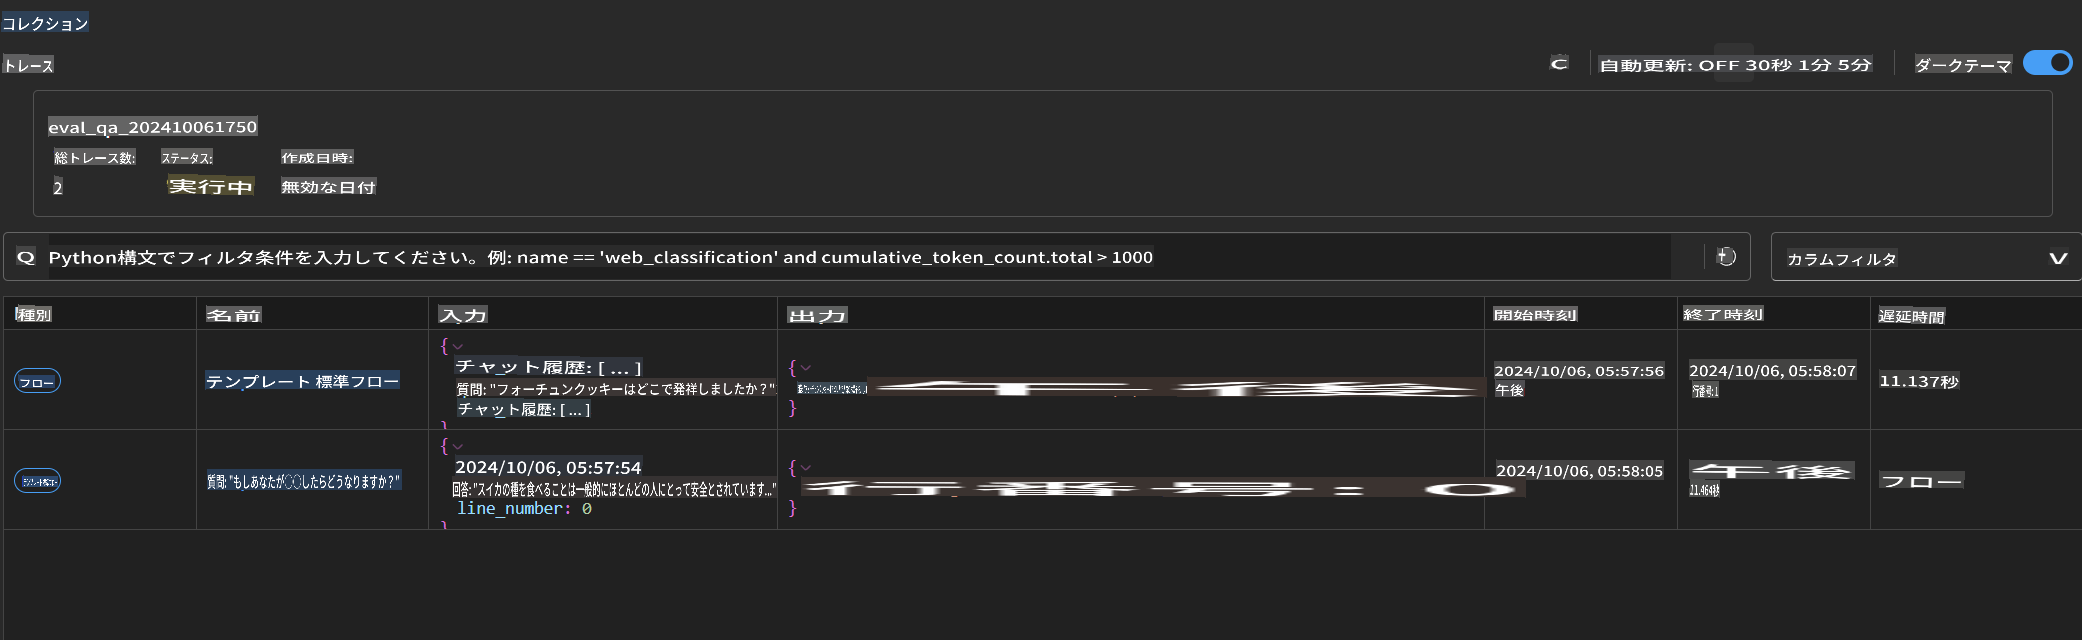 コレクション
トレース
C 自動更新: OFF 30秒 1分 5分 ダークテーマ
eval_qa_202410061750
総トレース数: ステータス: 作成日時:
2 実行中 無効な日付
Q Python構文でフィルタ条件を入力してください。例: name == 'web_classification' and cumulative_token_count.total > 1000 カラムフィルタ
種別 名前 入力 出力 開始時刻 終了時刻 遅延時間
フロー テンプレート 標準フロー
{
チャット履歴: [ ... ]
質問: "フォーチュンクッキーはどこで発祥しましたか？"
チャット履歴: [ ... ]
}
{
午後
}
2024/10/06, 05:57:56
午後
2024/10/06, 05:58:07
行番号: 1
11.137秒
質問: "もしあなたが〇〇したらどうなりますか？"
{
2024/10/06, 05:57:54
回答: "スイカの種を食べることは一般的にほとんどの人にとって安全とされています..."
line_number: 0
}
{
行番号: 0
}
2024/10/06, 05:58:05
午後
11.464秒
フロー